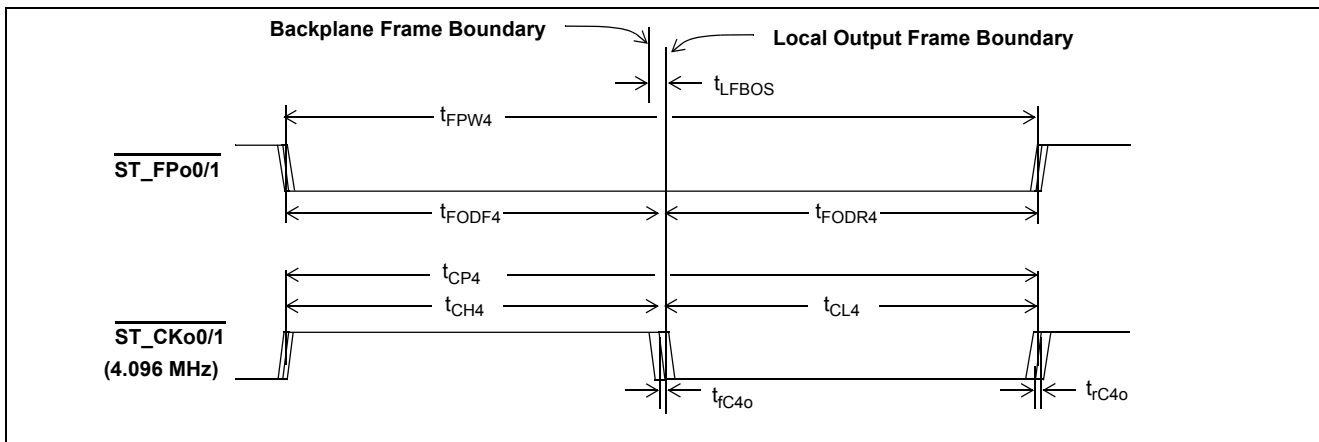 Backplane Frame Boundary
Local Output Frame Boundary
tLFBOS
tFPW4
ST_FPo0/1
tFODF4
tFODR4
tCP4
tCH4
tCL4
ST_CKo0/1
(4.096 MHz)
tfC4o
trC4o